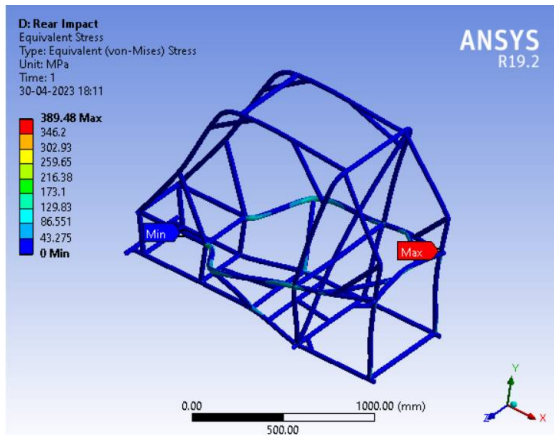 D: Rear Impact
Equivalent Stress
Type: Equivalent (von-Mises) Stress
Unit: MPa
Time: 1
30-04-2023 18:11
ANSYS
R19.2
389.48 Max
346.2
302.93
259.65
216.38
173.1
129.83
86.551
43.275
0 Min
Min
Max
0.00
1000.00 (mm)
500.00
Y
Z
X